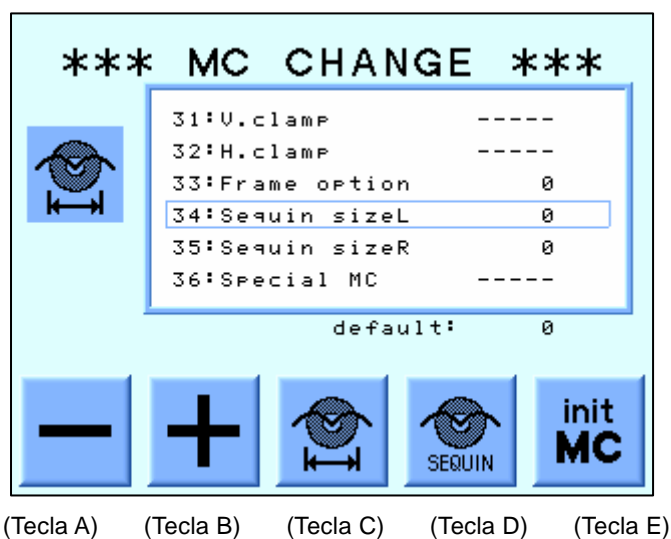 *** MC CHANGE ***
31:V.clamp -----
32:H.clamp -----
33:Frame option 0
34:Sequin sizeL 0
35:Sequin sizeR 0
36:Special MC -----
default: 0
SEQUIN
init
MC
(Tecla A) (Tecla B) (Tecla C) (Tecla D) (Tecla E)